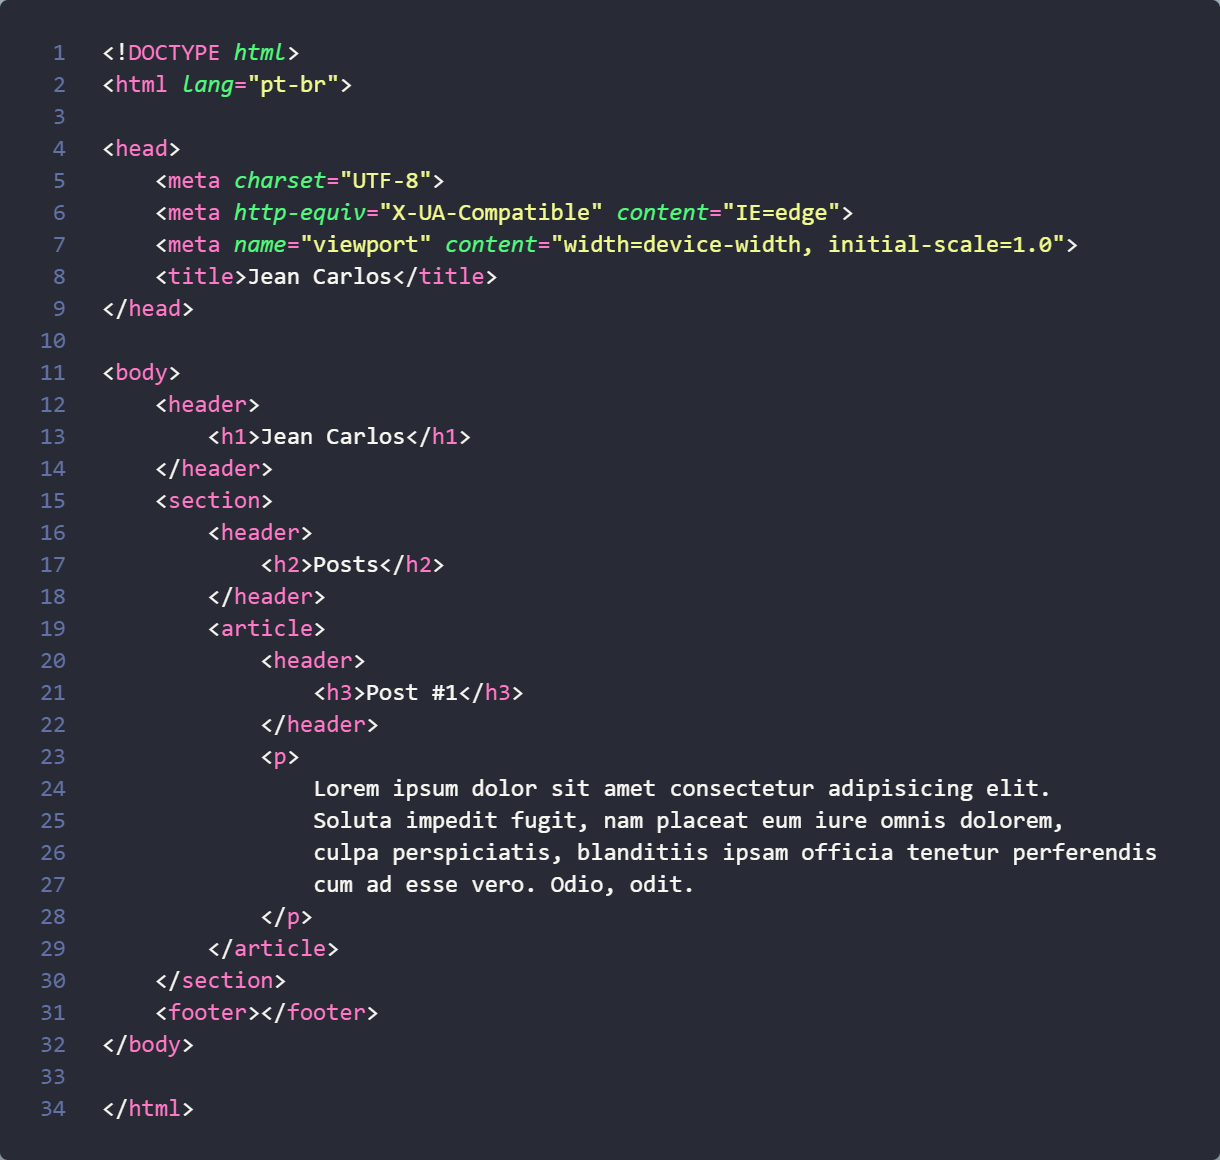 1 <!DOCTYPE html>
2 <html lang="pt-br">
3
4 <head>
5     <meta charset="UTF-8">
6     <meta http-equiv="X-UA-Compatible" content="IE=edge">
7     <meta name="viewport" content="width=device-width, initial-scale=1.0">
8     <title>Jean Carlos</title>
9 </head>
10
11 <body>
12     <header>
13         <h1>Jean Carlos</h1>
14     </header>
15     <section>
16         <header>
17             <h2>Posts</h2>
18         </header>
19         <article>
20             <header>
21                 <h3>Post #1</h3>
22             </header>
23             <p>
24                 Lorem ipsum dolor sit amet consectetur adipisicing elit.
25                 Soluta impedit fugit, nam placeat eum iure omnis dolorem,
26                 culpa perspiciatis, blanditiis ipsam officia tenetur perferendis
27                 cum ad esse vero. Odio, odit.
28             </p>
29         </article>
30     </section>
31     <footer></footer>
32 </body>
33
34 </html>